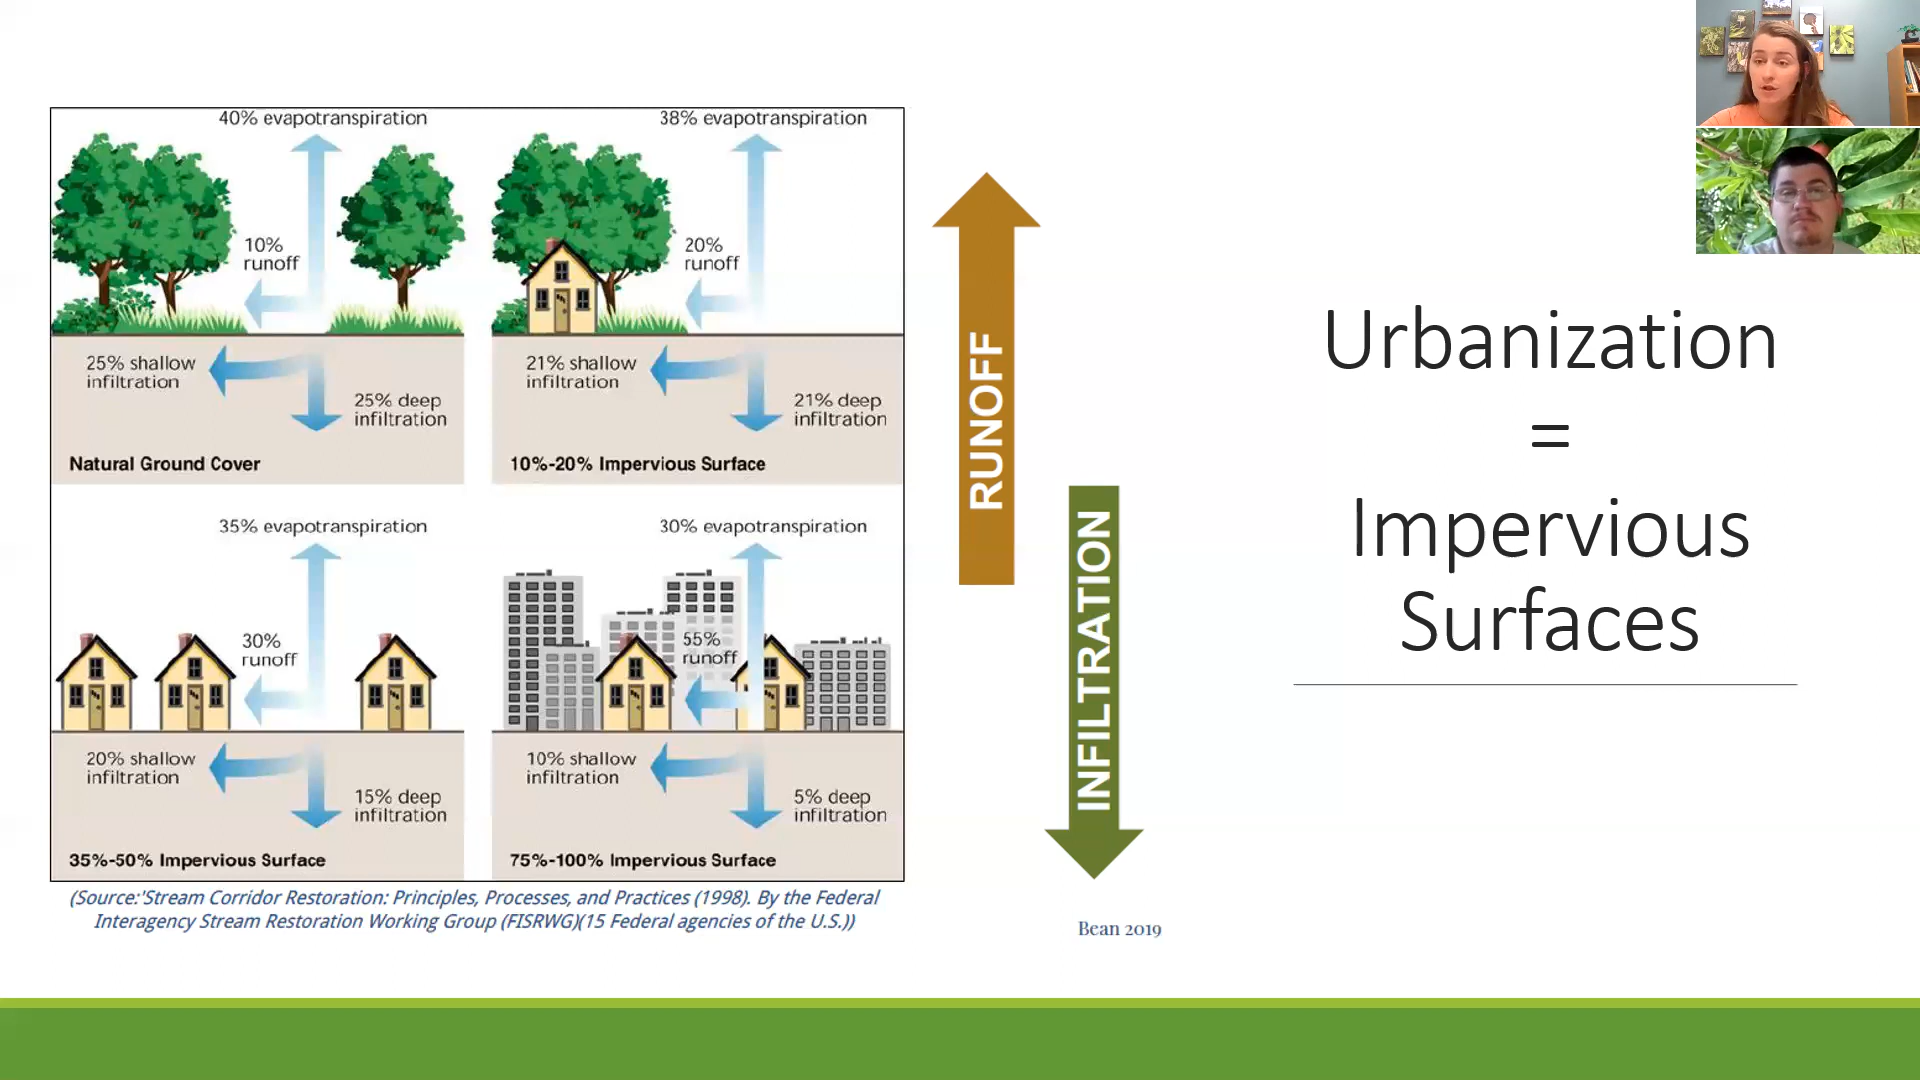 40% evapotranspiration
10%
runoff
25% shallow
infiltration
25% deep
infiltration
Natural Ground Cover
38% evapotranspiration
20%
runoff
21% shallow
infiltration
21% deep
infiltration
10%-20% Impervious Surface
35% evapotranspiration
30%
runoff
20% shallow
infiltration
15% deep
infiltration
35%-50% Impervious Surface
30% evapotranspiration
55%
runoff
10% shallow
infiltration
5% deep
infiltration
75%-100% Impervious Surface
(Source:'Stream Corridor Restoration: Principles, Processes, and Practices (1998). By the Federal
Interagency Stream Restoration Working Group (FISRWG)(15 Federal agencies of the U.S.))
RUNOFF
INFILTRATION
Bean 2019
Urbanization
=
Impervious
Surfaces